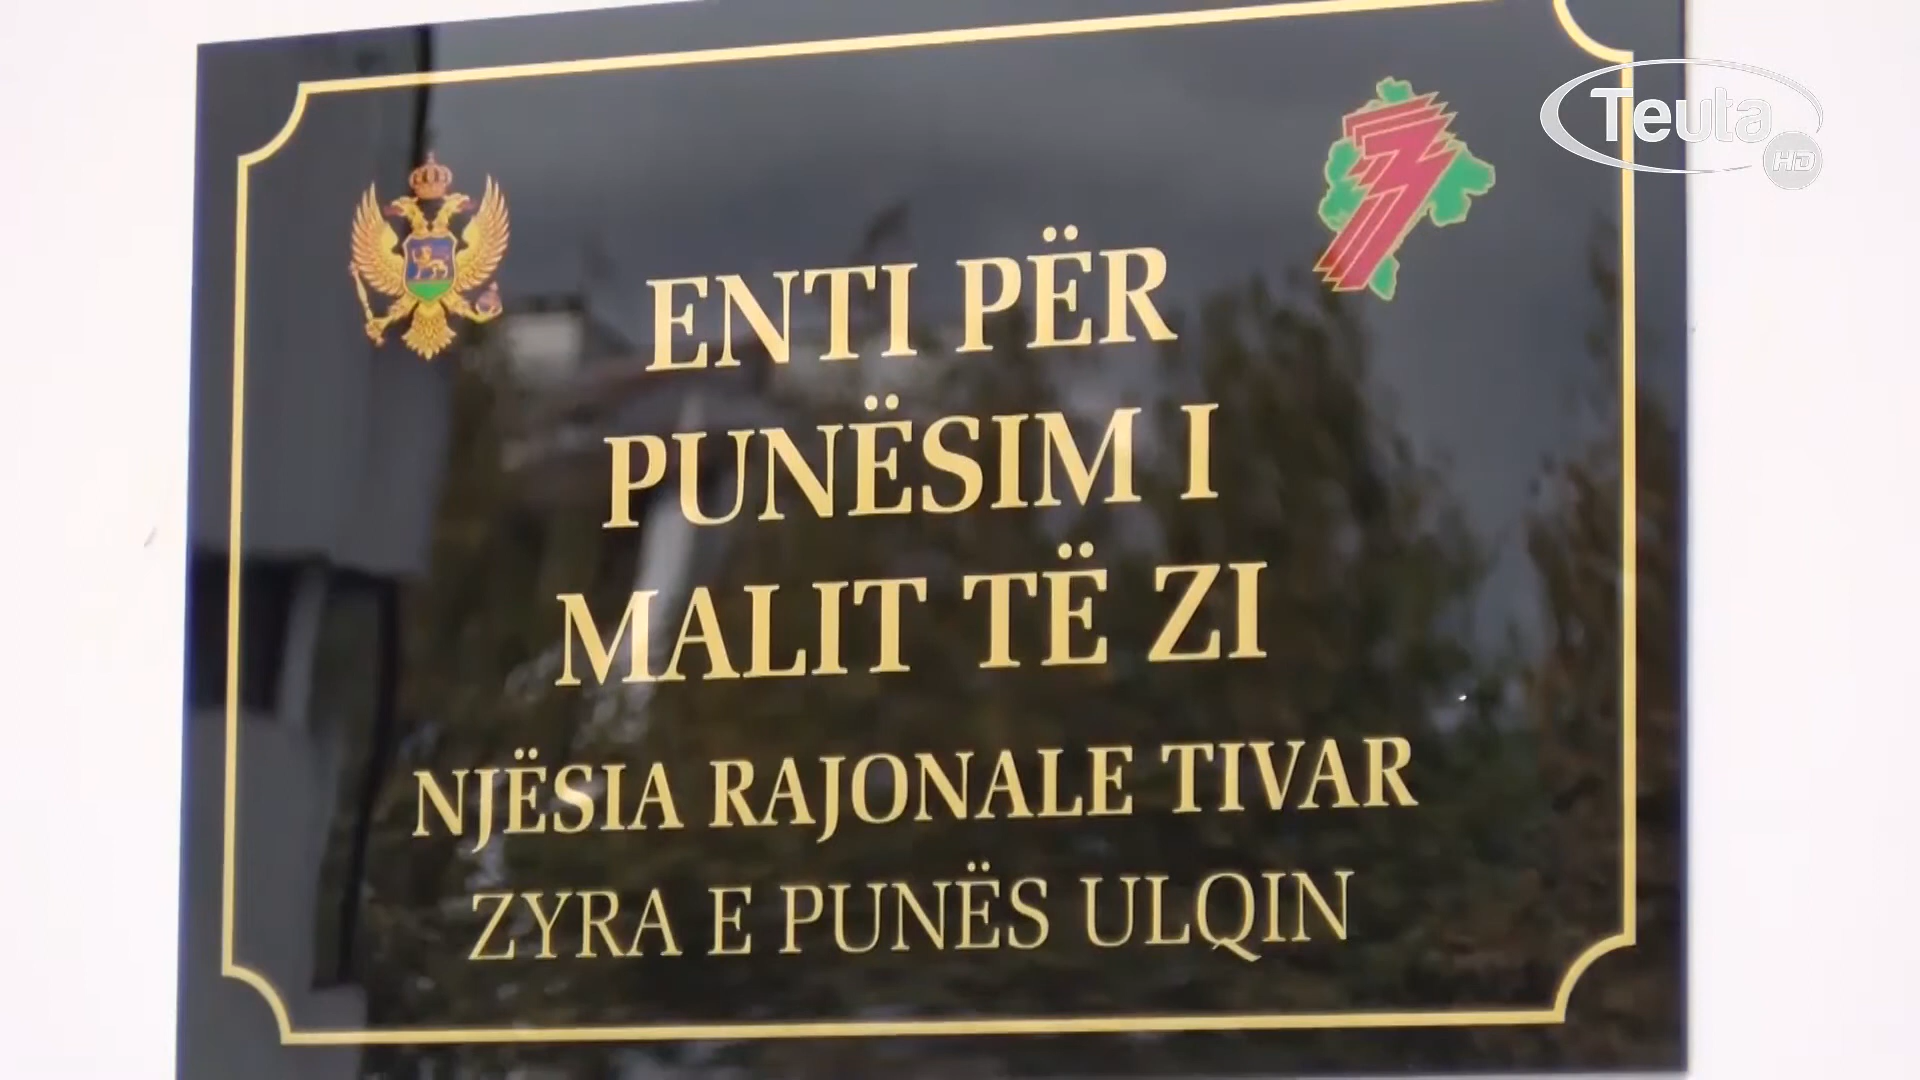 Teuta
HD
ENTI PËR
PUNËSIM I
MALIT TË ZI
NJËSIA RAJONALE TIVAR
ZYRA E PUNËS ULQIN